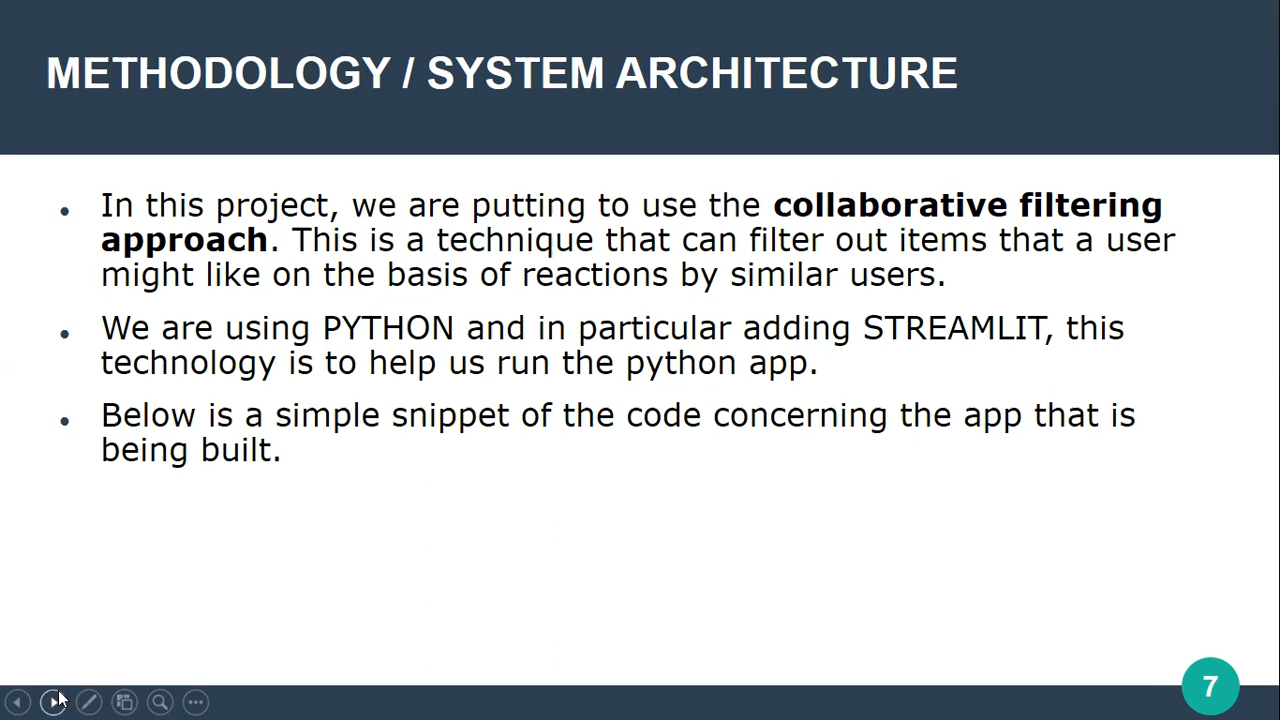 METHODOLOGY / SYSTEM ARCHITECTURE
• In this project, we are putting to use the collaborative filtering
approach. This is a technique that can filter out items that a user
might like on the basis of reactions by similar users.
• We are using PYTHON and in particular adding STREAMLIT, this
technology is to help us run the python app.
• Below is a simple snippet of the code concerning the app that is
being built.
7